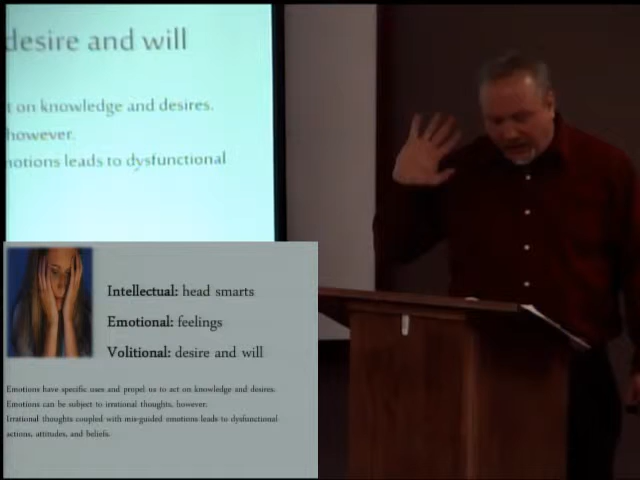 desire and will
t on knowledge and desires.
however.
motions leads to dysfunctional
Intellectual: head smarts
Emotional: feelings
Volitional: desire and will
Emotions have specific uses and propel us to act on knowledge and desires.
Emotions can be subject to irrational thoughts, however.
Irrational thoughts coupled with mis-guided emotions leads to dysfunctional
actions, attitudes, and beliefs.